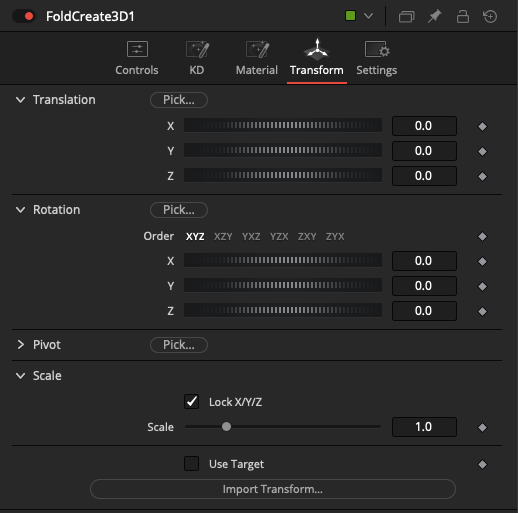 FoldCreate3D1
Controls KD Material Transform Settings
Translation Pick...
X 0.0
Y 0.0
Z 0.0
Rotation Pick...
Order XYZ XZY YXZ YZX ZXY ZYX
X 0.0
Y 0.0
Z 0.0
Pivot Pick...
Scale
Lock X/Y/Z
Scale 1.0
Use Target
Import Transform...